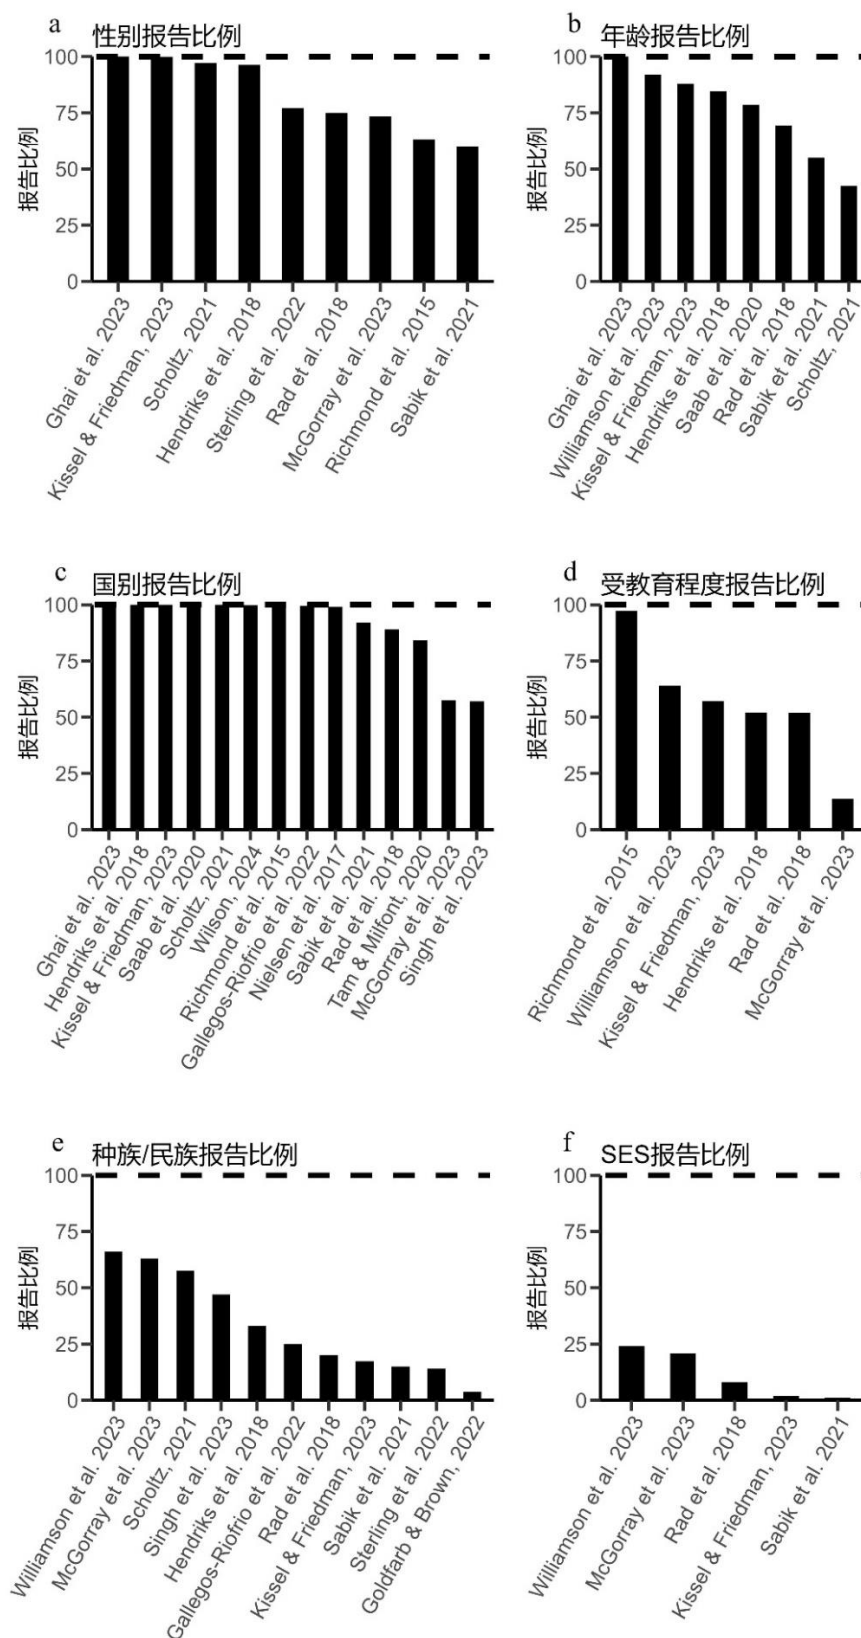 a
性别报告比例
报告比例
100
75
50
25
0
Ghai et al. 2023
Kissel & Friedman, 2023
Scholtz, 2021
Hendriks et al. 2018
Sterling et al. 2022
Rad et al. 2018
McGorray et al. 2023
Richmond et al. 2015
Sabik et al. 2021
b
年龄报告比例
报告比例
100
75
50
25
0
Ghai et al. 2023
Williamson et al. 2023
Kissel & Friedman, 2023
Hendriks et al. 2018
Saab et al. 2020
Rad et al. 2018
Sabik et al. 2021
Scholtz, 2021
c
国别报告比例
报告比例
100
75
50
25
0
Ghai et al. 2023
Hendriks et al. 2018
Kissel & Friedman, 2023
Saab et al. 2020
Scholtz, 2021
Wilson, 2024
Richmond et al. 2015
Gallegos-Riofrio et al. 2022
Nielsen et al. 2017
Sabik et al. 2021
Rad et al. 2018
Tam & Milfont, 2020
McGorray et al. 2023
Singh et al. 2023
d
受教育程度报告比例
报告比例
100
75
50
25
0
Richmond et al. 2015
Williamson et al. 2023
Kissel & Friedman, 2023
Hendriks et al. 2018
Rad et al. 2018
McGorray et al. 2023
e
种族/民族报告比例
报告比例
100
75
50
25
0
Williamson et al. 2023
McGorray et al. 2023
Scholtz, 2021
Singh et al. 2023
Hendriks et al. 2018
Gallegos-Riofrio et al. 2022
Rad et al. 2018
Kissel & Friedman, 2023
Sabik et al. 2021
Sterling et al. 2022
Goldfarb & Brown, 2022
f
SES报告比例
报告比例
100
75
50
25
0
Williamson et al. 2023
McGorray et al. 2023
Rad et al. 2018
Kissel & Friedman, 2023
Sabik et al. 2021